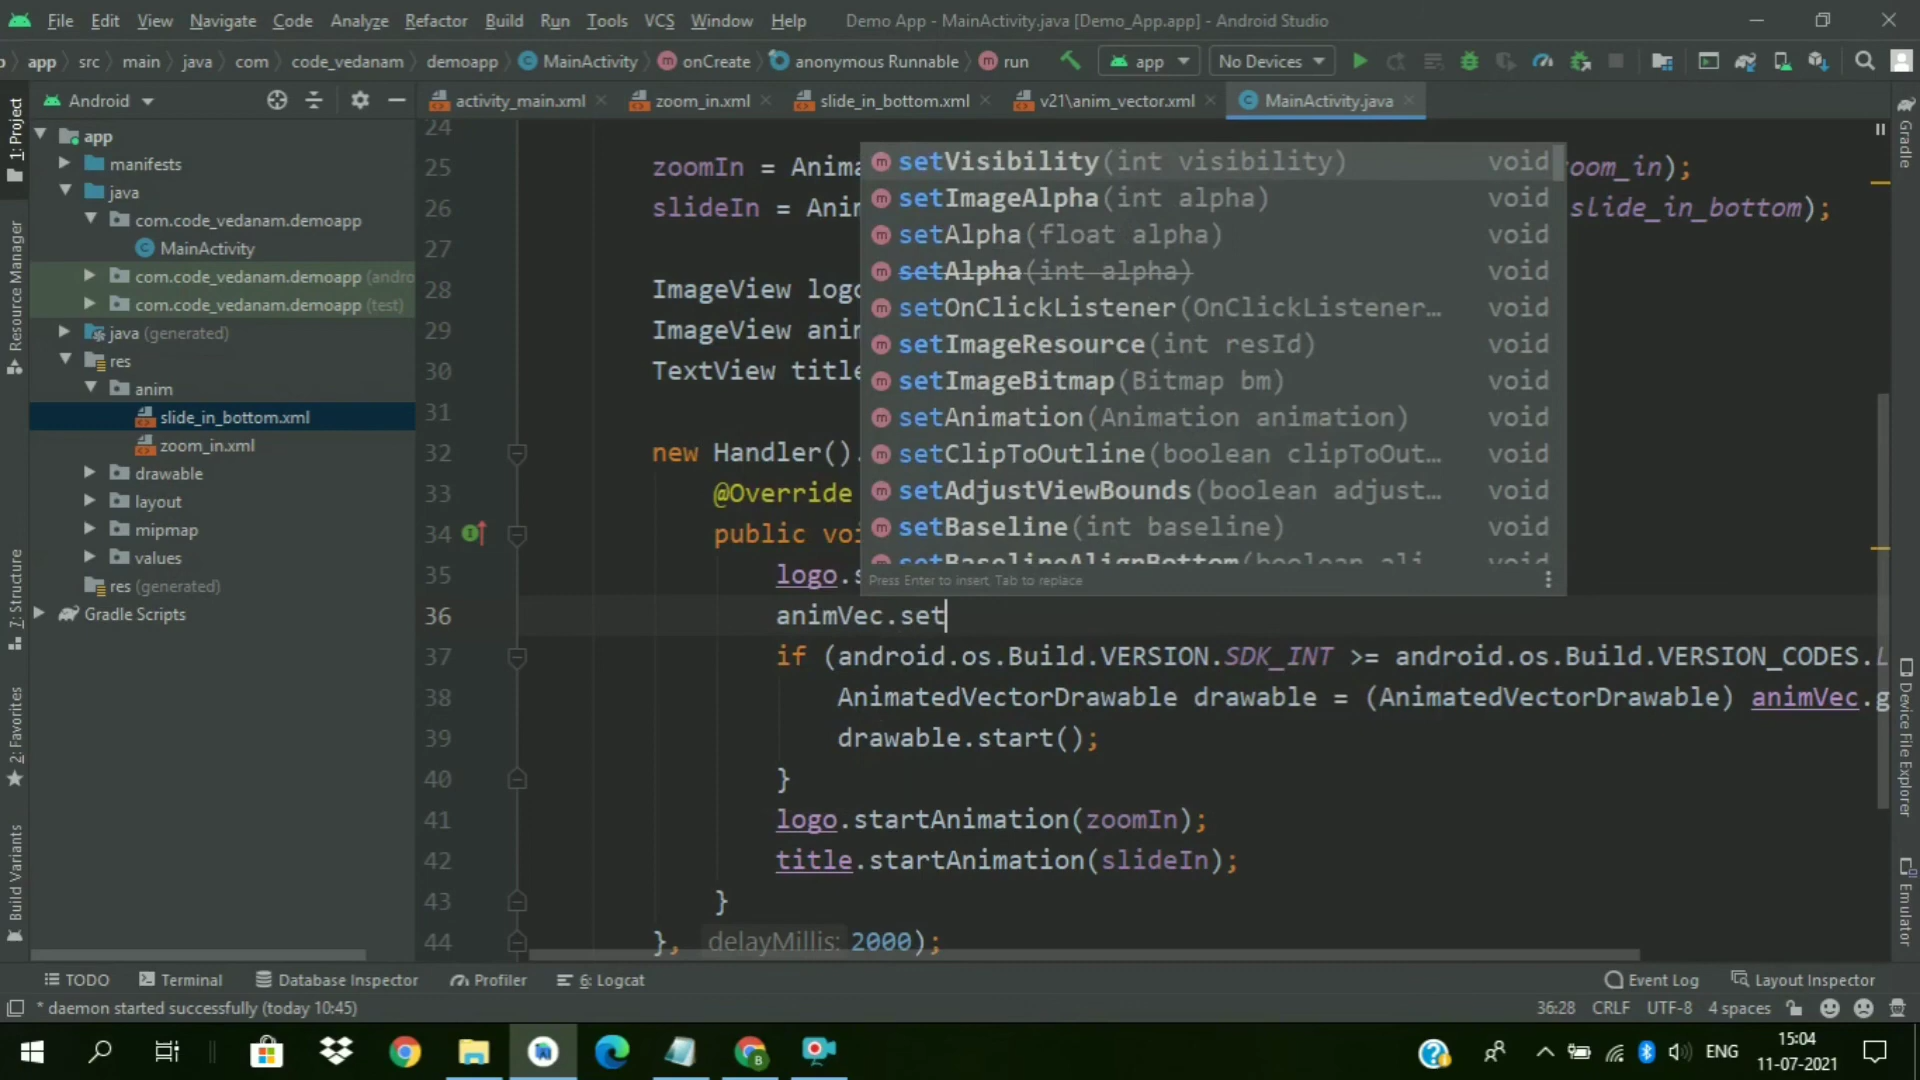 File Edit View Navigate Code Analyze Refactor Build Run Tools VCS Window Help Demo App - MainActivity.java [Demo_App.app] - Android Studio
app src main java com code_vedanam demoapp MainActivity onCreate anonymous Runnable run app No Devices
Android
activity_main.xml zoom_in.xml slide_in_bottom.xml v21\anim_vector.xml MainActivity.java
1: Project
Resource Manager
7: Structure
2: Favorites
Build Variants
app
manifests
java
com.code_vedanam.demoapp
MainActivity
com.code_vedanam.demoapp (andro
com.code_vedanam.demoapp (test)
java (generated)
res
anim
slide_in_bottom.xml
zoom_in.xml
drawable
layout
mipmap
values
res (generated)
Gradle Scripts
24
25 zoomIn = Anima oom_in);
26 slideIn = Anim slide_in_bottom);
27
28 ImageView logo
29 ImageView anim
30 TextView title
31
32 new Handler().
33 @Override
34 public voi
35 logo.s
36 animVec.set
37 if (android.os.Build.VERSION.SDK_INT >= android.os.Build.VERSION_CODES.L
38 AnimatedVectorDrawable drawable = (AnimatedVectorDrawable) animVec.g
39 drawable.start();
40 }
41 logo.startAnimation(zoomIn);
42 title.startAnimation(slideIn);
43 }
44 }, delayMillis: 2000);
setVisibility(int visibility) void
setImageAlpha(int alpha) void
setAlpha(float alpha) void
setAlpha(int alpha) void
setOnClickListener(OnClickListener… void
setImageResource(int resId) void
setImageBitmap(Bitmap bm) void
setAnimation(Animation animation) void
setClipToOutline(boolean clipToOut… void
setAdjustViewBounds(boolean adjust… void
setBaseline(int baseline) void
setBaselineAlignBottom(boolean ali… void
Press Enter to insert, Tab to replace
Gradle
Device File Explorer
Emulator
TODO Terminal Database Inspector Profiler 6: Logcat Event Log Layout Inspector
* daemon started successfully (today 10:45) 36:28 CRLF UTF-8 4 spaces
ENG 15:04
11-07-2021